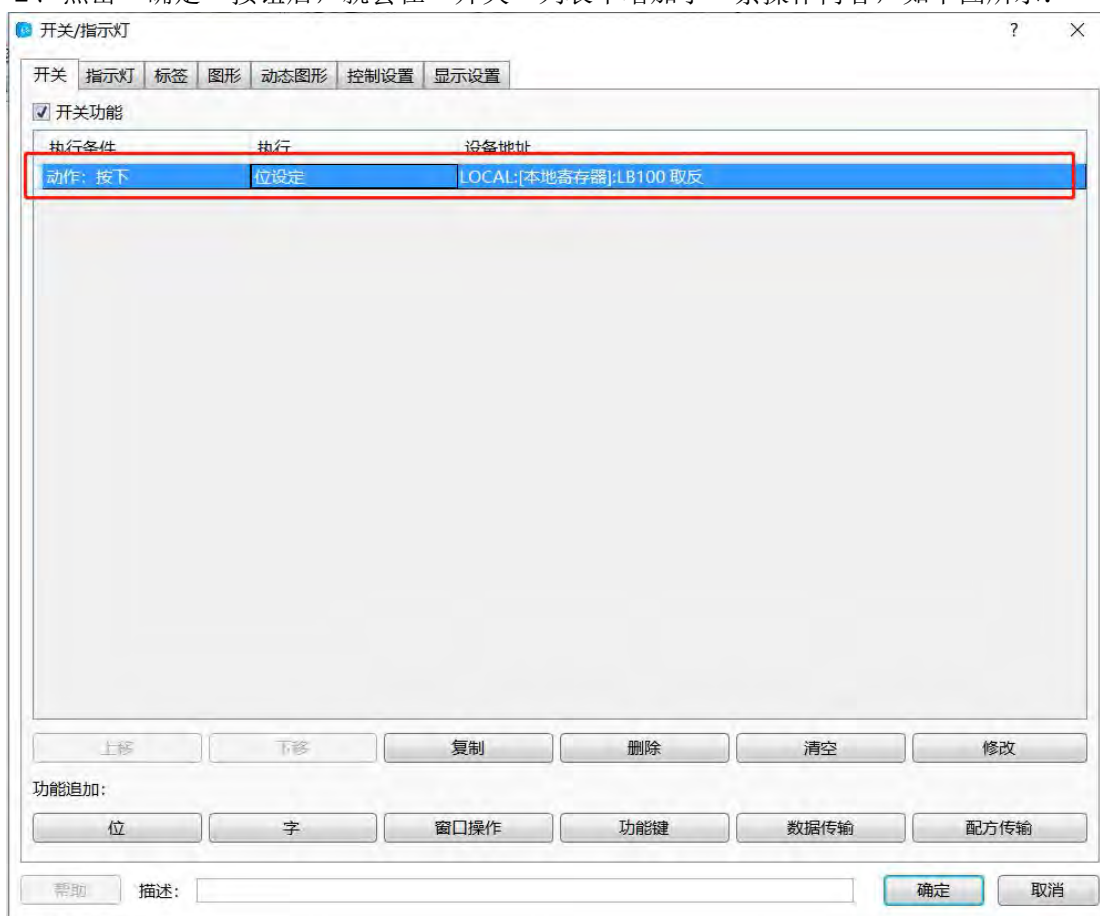 开关/指示灯 ? ×
开关 指示灯 标签 图形 动态图形 控制设置 显示设置
开关功能
执行条件 执行 设备地址
动作：按下 位设定 LOCAL:[本地寄存器]:LB100 取反
上移 下移 复制 删除 清空 修改
功能追加:
位 字 窗口操作 功能键 数据传输 配方传输
帮助 描述: 确定 取消